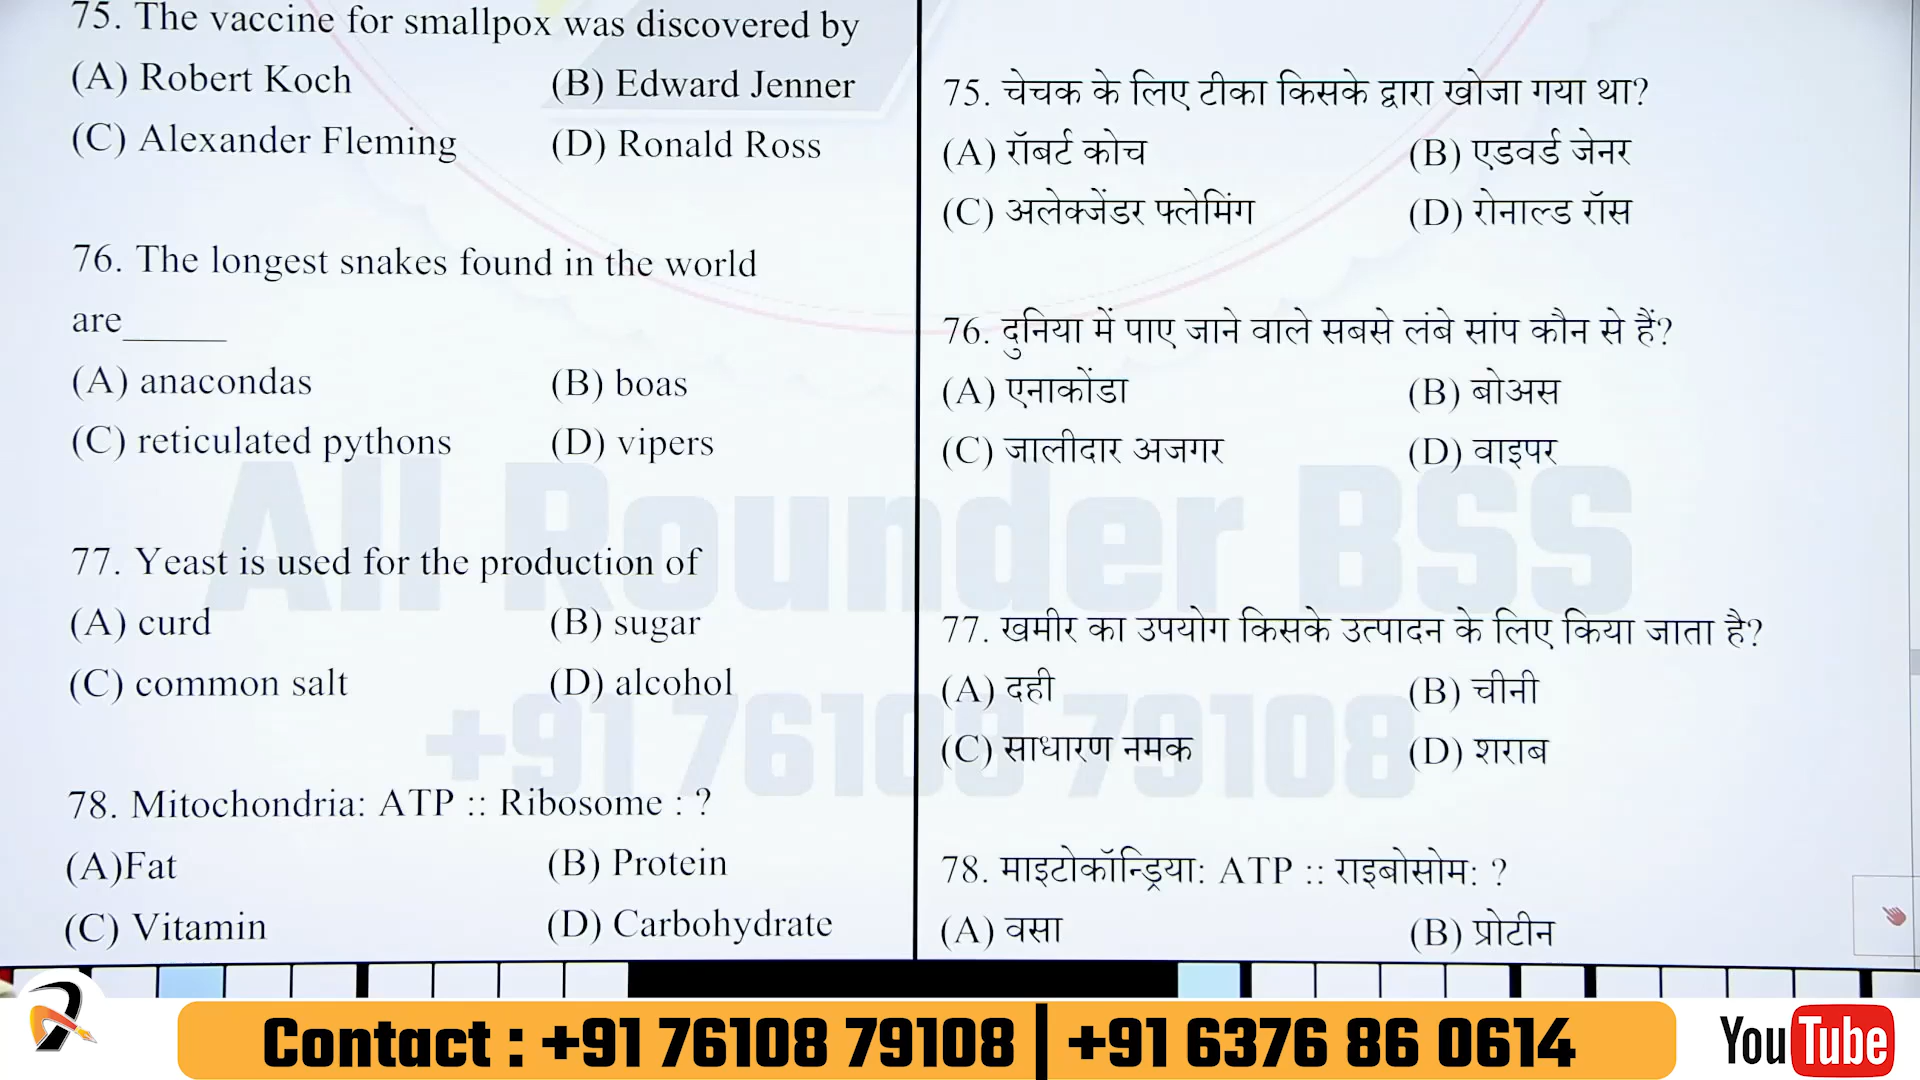 75. The vaccine for smallpox was discovered by
(A) Robert Koch (B) Edward Jenner
(C) Alexander Fleming (D) Ronald Ross
76. The longest snakes found in the world
are______
(A) anacondas (B) boas
(C) reticulated pythons (D) vipers
77. Yeast is used for the production of
(A) curd (B) sugar
(C) common salt (D) alcohol
78. Mitochondria: ATP :: Ribosome : ?
(A)Fat (B) Protein
(C) Vitamin (D) Carbohydrate
75. चेचक के लिए टीका किसके द्वारा खोजा गया था?
(A) रॉबर्ट कोच (B) एडवर्ड जेनर
(C) अलेक्जेंडर फ्लेमिंग (D) रोनाल्ड रॉस
76. दुनिया में पाए जाने वाले सबसे लंबे सांप कौन से हैं?
(A) एनाकोंडा (B) बोअस
(C) जालीदार अजगर (D) वाइपर
77. खमीर का उपयोग किसके उत्पादन के लिए किया जाता है?
(A) दही (B) चीनी
(C) साधारण नमक (D) शराब
78. माइटोकॉन्ड्रिया: ATP :: राइबोसोम: ?
(A) वसा (B) प्रोटीन
All Rounder BSS
+91 76108 79108
Contact : +91 76108 79108 | +91 6376 86 0614
YouTube